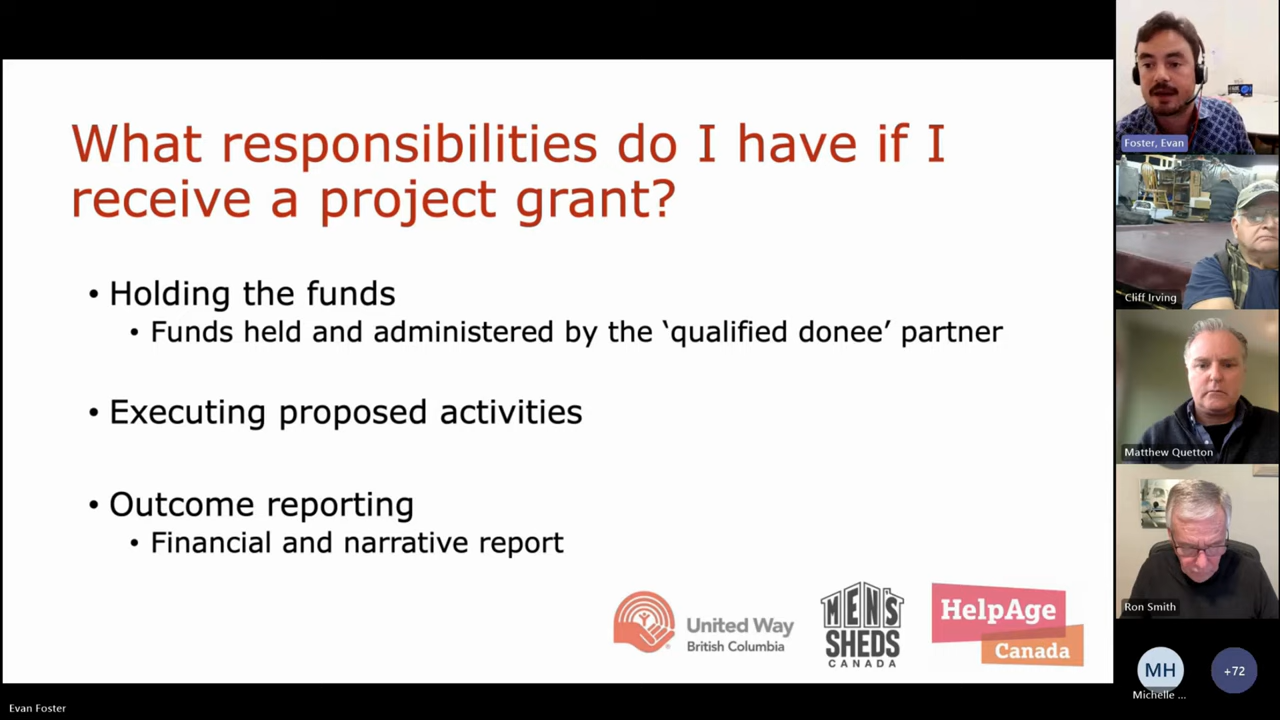 What responsibilities do I have if I
receive a project grant?
• Holding the funds
• Funds held and administered by the ‘qualified donee’ partner
• Executing proposed activities
• Outcome reporting
• Financial and narrative report
United Way
British Columbia
MEN'S
SHEDS
CANADA
HelpAge
Canada
Foster, Evan
Cliff Irving
Matthew Quetton
Ron Smith
MH
Michelle ...
+72
Evan Foster